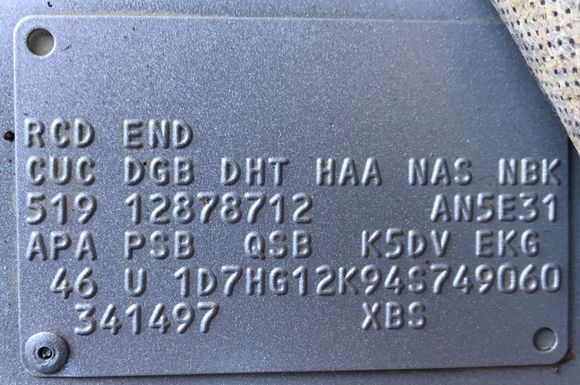 RCD END
CUC DGB DHT HAA NAS NBK
519 12878712 AN5E31
APA PSB QSB K5DV EKG
46 U 1D7HG12K94S749060
341497 XBS